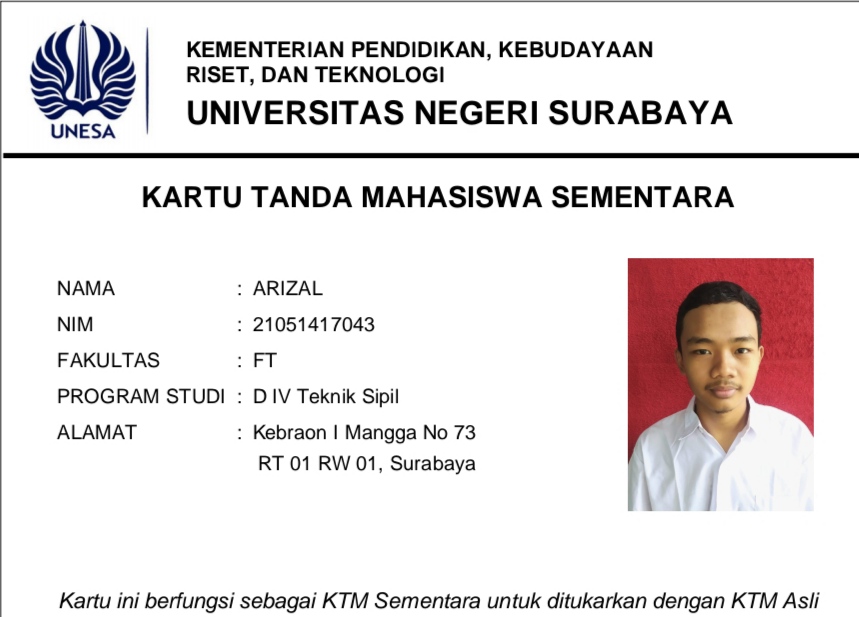 UNESA
KEMENTERIAN PENDIDIKAN, KEBUDAYAAN
RISET, DAN TEKNOLOGI
UNIVERSITAS NEGERI SURABAYA
KARTU TANDA MAHASISWA SEMENTARA
NAMA : ARIZAL
NIM : 21051417043
FAKULTAS : FT
PROGRAM STUDI : D IV Teknik Sipil
ALAMAT : Kebraon I Mangga No 73
RT 01 RW 01, Surabaya
Kartu ini berfungsi sebagai KTM Sementara untuk ditukarkan dengan KTM Asli